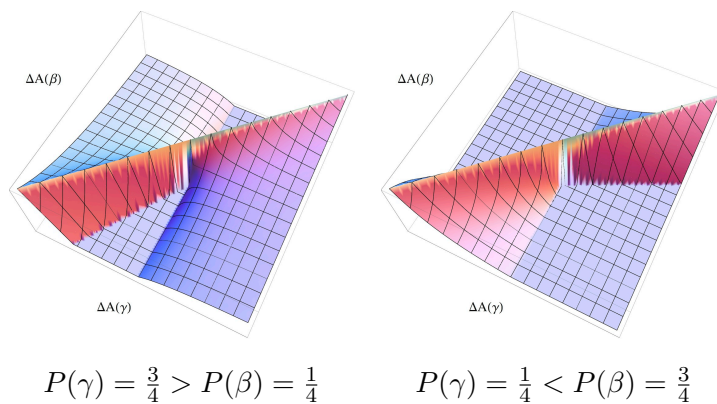 ΔA(β) ΔA(β)
ΔA(γ) ΔA(γ)
P(γ) = 3/4 > P(β) = 1/4 P(γ) = 1/4 < P(β) = 3/4